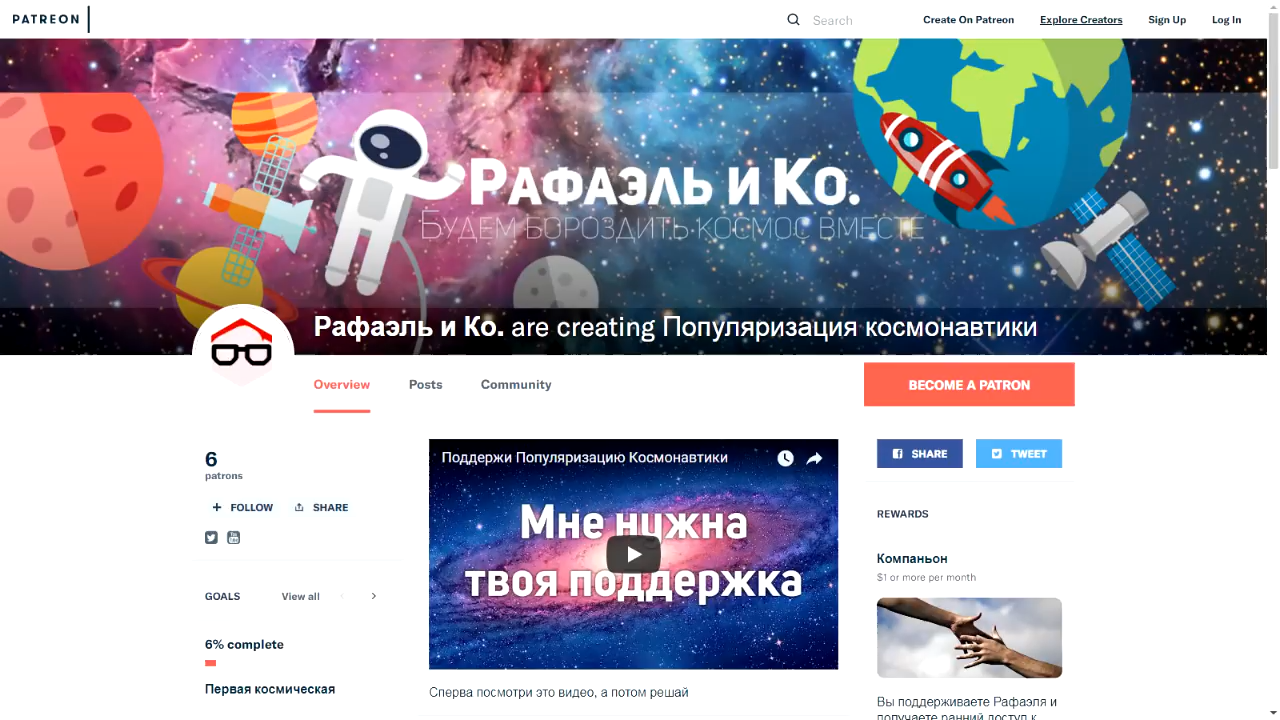 PATREON
Search
Create On Patreon
Explore Creators
Sign Up
Log In
Рафаэль и Ко.
Будем бороздить космос вместе
Рафаэль и Ко. are creating Популяризация космонавтики
Overview
Posts
Community
BECOME A PATRON
6
patrons
FOLLOW
SHARE
GOALS
View all
6% complete
Первая космическая
Поддержи Популяризацию Космонавтики
Мне нужна
твоя поддержка
Сперва посмотри это видео, а потом решай
SHARE
TWEET
REWARDS
Компаньон
$1 or more per month
Вы поддерживаете Рафаэля и
получаете ранний доступ к